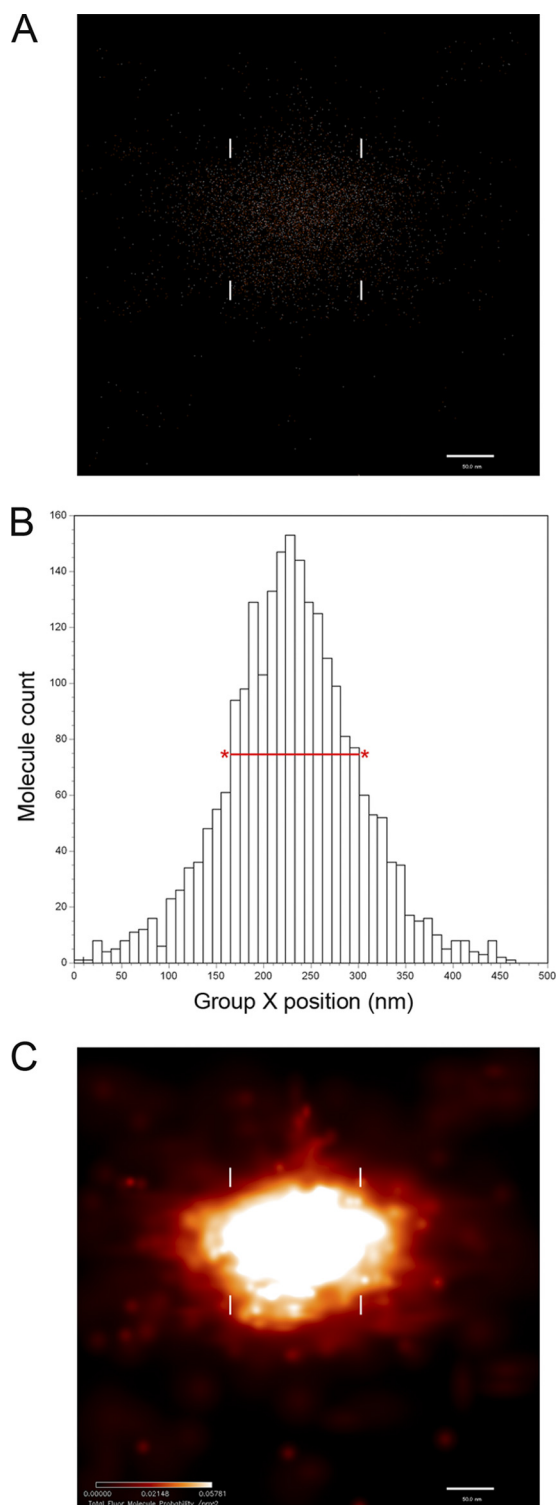 A
50.0 nm
B
160
140
120
100
80
60
40
20
0
Molecule count
* *
0 50 100 150 200 250 300 350 400 450 500
Group X position (nm)
C
0.00000 0.02148 0.05781
Total Fluor Molecule Probability /nm^2
50.0 nm